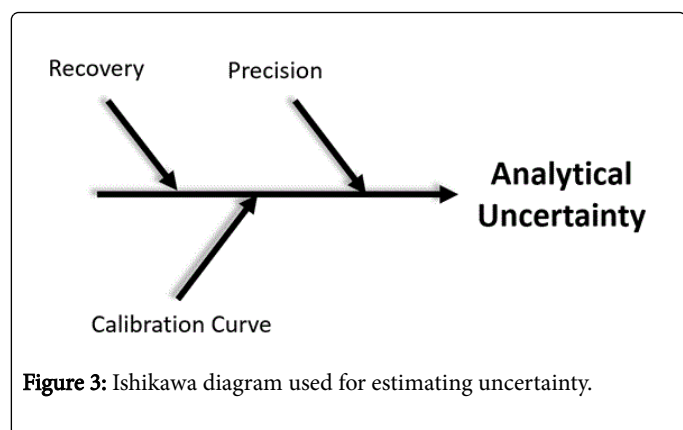 Recovery
Precision
Analytical
Uncertainty
Calibration Curve
Figure 3: Ishikawa diagram used for estimating uncertainty.